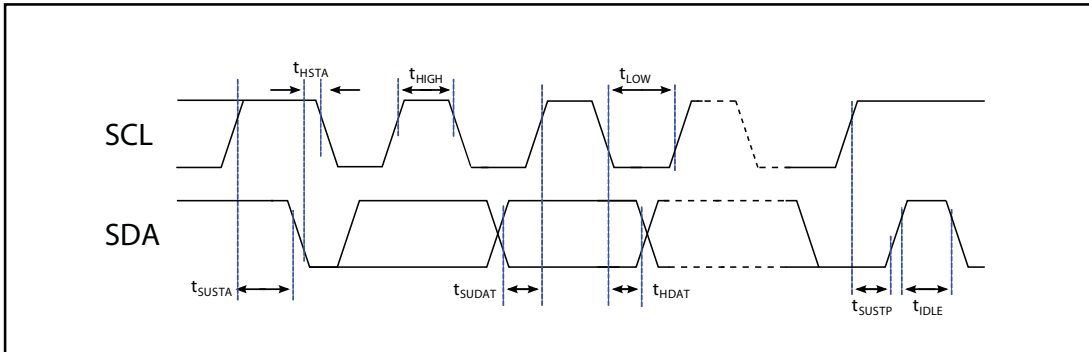 tHSTA
tHIGH
tLOW
SCL
SDA
tSUSTA
tSUDAT
tHDAT
tSUSTP
tIDLE